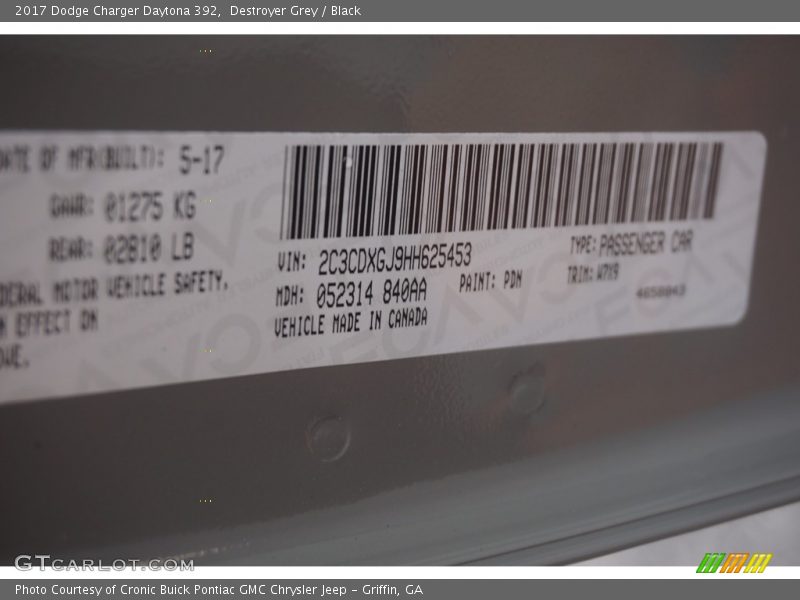 2017 Dodge Charger Daytona 392, Destroyer Grey / Black
DATE OF MFR(BUILT): 5-17
GAWR: 01275 KG
REAR: 02810 LB
DERAL MOTOR VEHICLE SAFETY.
N EFFECT ON
OVE.
VIN: 2C3CDXGJ9HH625453
TYPE: PASSENGER CAR
MDH: 052314 840AA
PAINT: PDN
TRIM: W7X9
VEHICLE MADE IN CANADA
4658043
GTCARLOT.COM
Photo Courtesy of Cronic Buick Pontiac GMC Chrysler Jeep – Griffin, GA